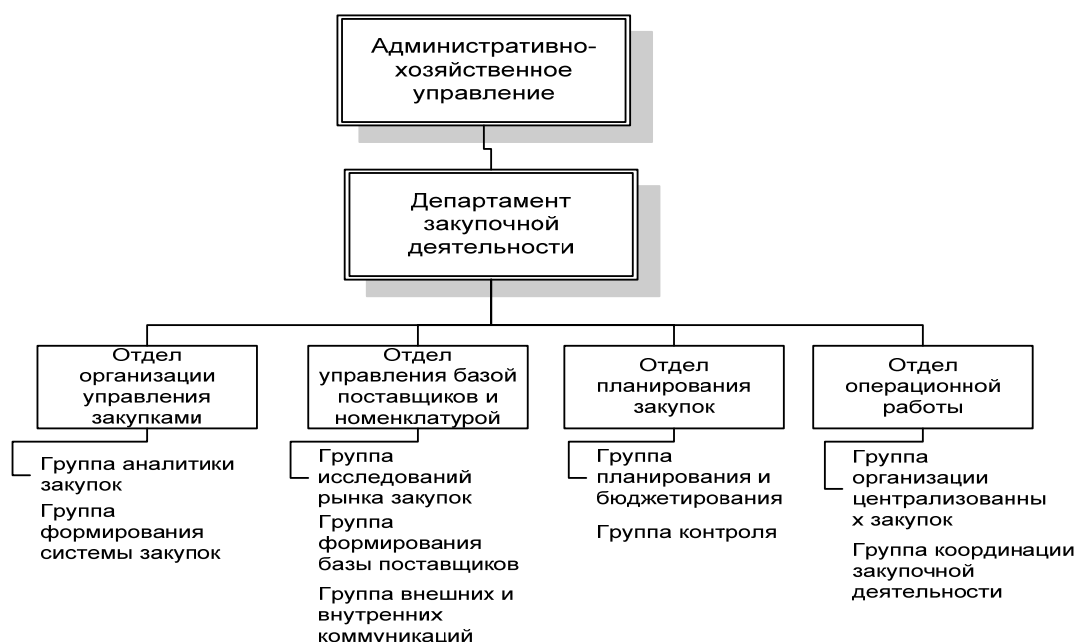 Административно-
хозяйственное
управление
Департамент
закупочной
деятельности
Отдел
организации
управления
закупками
Группа аналитики
закупок
Группа
формирования
системы закупок
Отдел
управления базой
поставщиков и
номенклатурой
Группа
исследований
рынка закупок
Группа
формирования
базы поставщиков
Группа внешних и
внутренних
коммуникаций
Отдел
планирования
закупок
Группа
планирования и
бюджетирования
Группа контроля
Отдел
операционной
работы
Группа
организации
централизованны
х закупок
Группа координации
закупочной
деятельности